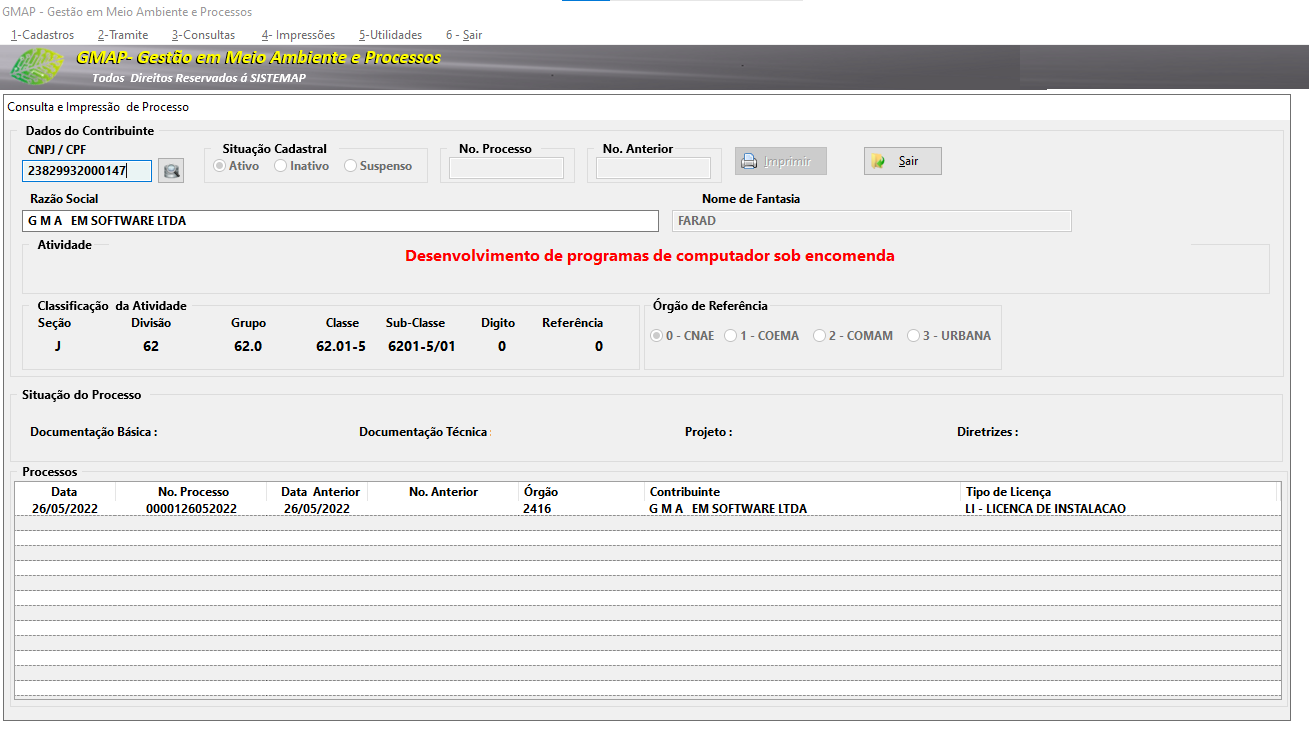 GMAP - Gestão em Meio Ambiente e Processos
1-Cadastros 2-Tramite 3-Consultas 4- Impressões 5-Utilidades 6 - Sair
GMAP- Gestão em Meio Ambiente e Processos
Todos Direitos Reservados á SISTEMAP
Consulta e Impressão de Processo
Dados do Contribuinte
CNPJ / CPF Situação Cadastral No. Processo No. Anterior
23829932000147 Ativo Inativo Suspenso Imprimir Sair
Razão Social Nome de Fantasia
G M A EM SOFTWARE LTDA FARAD
Atividade
Desenvolvimento de programas de computador sob encomenda
Classificação da Atividade Órgão de Referência
Seção Divisão Grupo Classe Sub-Classe Digito Referência
0 - CNAE 1 - COEMA 2 - COMAM 3 - URBANA
J 62 62.0 62.01-5 6201-5/01 0 0
Situação do Processo
Documentação Básica : Documentação Técnica : Projeto : Diretrizes :
Processos
Data No. Processo Data Anterior No. Anterior Órgão Contribuinte Tipo de Licença
26/05/2022 0000126052022 26/05/2022 2416 G M A EM SOFTWARE LTDA LI - LICENCA DE INSTALACAO